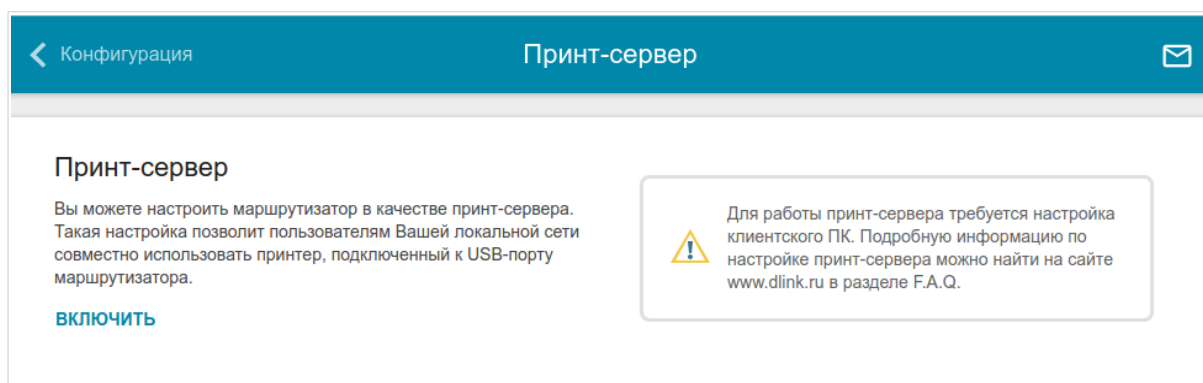 Конфигурация
Принт-сервер
Принт-сервер
Вы можете настроить маршрутизатор в качестве принт-сервера.
Такая настройка позволит пользователям Вашей локальной сети
совместно использовать принтер, подключенный к USB-порту
маршрутизатора.
ВКЛЮЧИТЬ
Для работы принт-сервера требуется настройка
клиентского ПК. Подробную информацию по
настройке принт-сервера можно найти на сайте
www.dlink.ru в разделе F.A.Q.